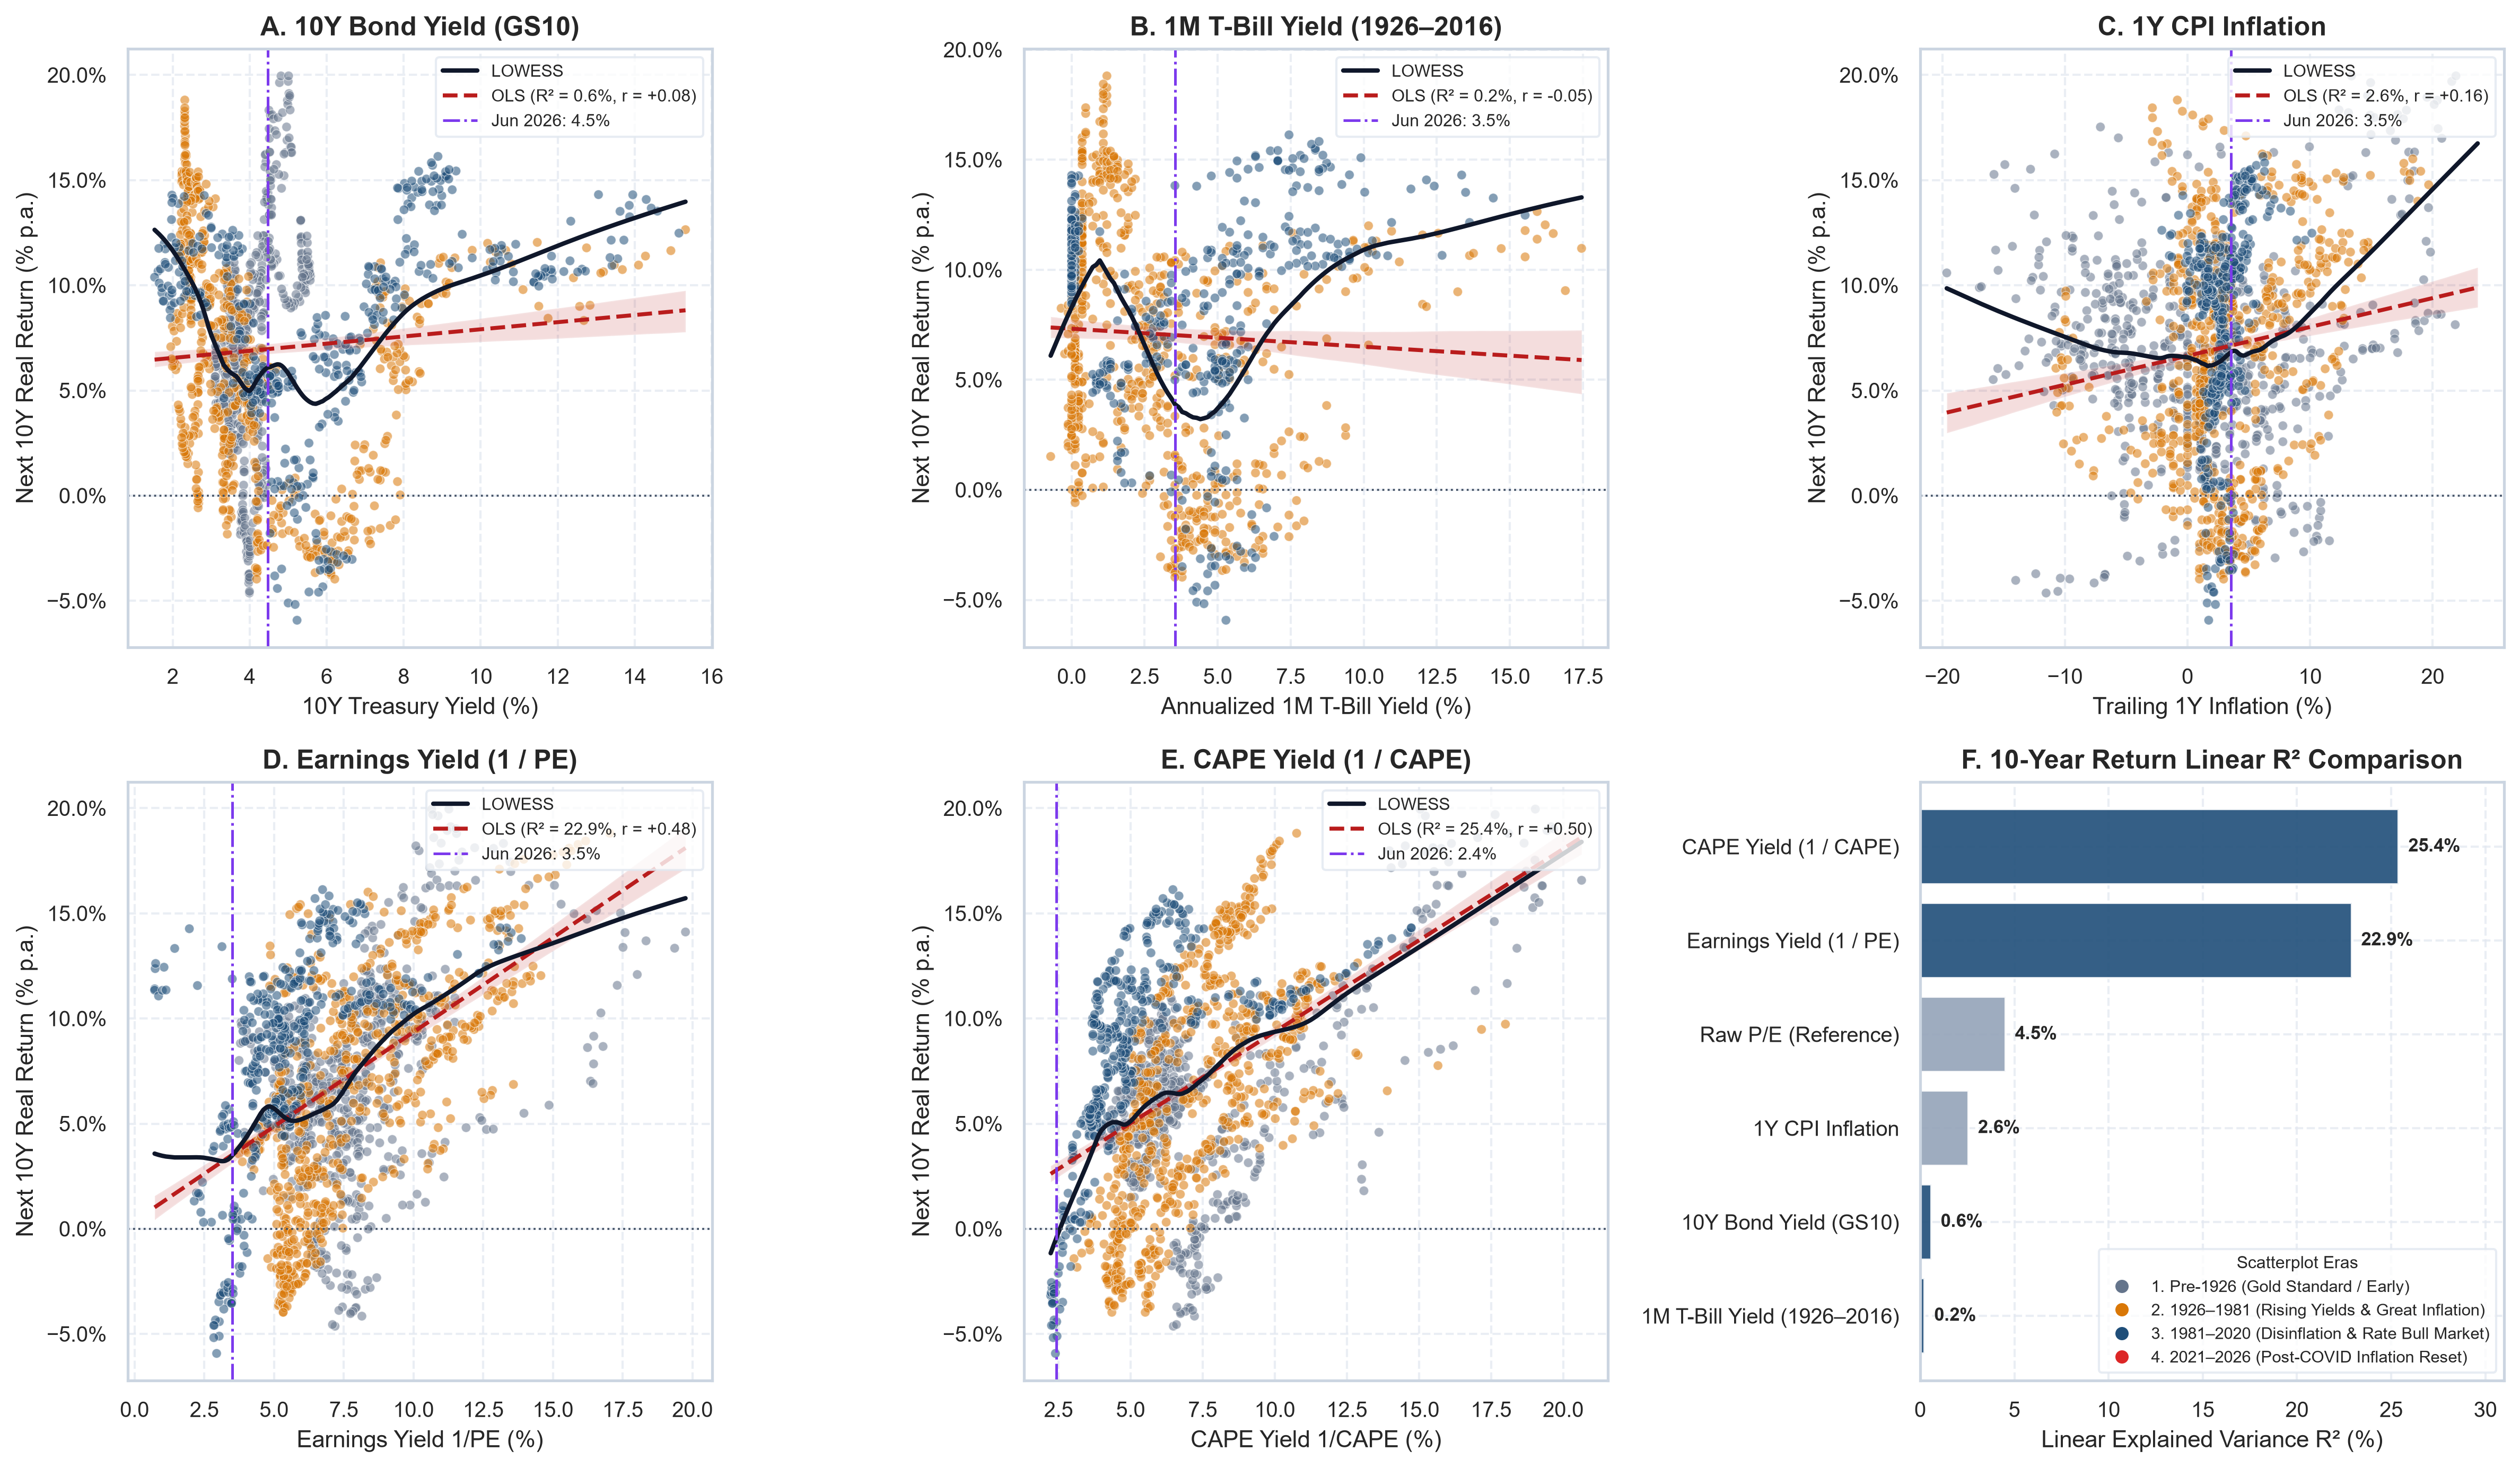 A. 10Y Bond Yield (GS10)
Next 10Y Real Return (% p.a.)
20.0%
15.0%
10.0%
5.0%
0.0%
−5.0%
LOWESS
OLS (R² = 0.6%, r = +0.08)
Jun 2026: 4.5%
2 4 6 8 10 12 14 16
10Y Treasury Yield (%)
B. 1M T-Bill Yield (1926–2016)
Next 10Y Real Return (% p.a.)
20.0%
15.0%
10.0%
5.0%
0.0%
−5.0%
LOWESS
OLS (R² = 0.2%, r = -0.05)
Jun 2026: 3.5%
0.0 2.5 5.0 7.5 10.0 12.5 15.0 17.5
Annualized 1M T-Bill Yield (%)
C. 1Y CPI Inflation
Next 10Y Real Return (% p.a.)
20.0%
15.0%
10.0%
5.0%
0.0%
−5.0%
LOWESS
OLS (R² = 2.6%, r = +0.16)
Jun 2026: 3.5%
−20 −10 0 10 20
Trailing 1Y Inflation (%)
D. Earnings Yield (1 / PE)
Next 10Y Real Return (% p.a.)
20.0%
15.0%
10.0%
5.0%
0.0%
−5.0%
LOWESS
OLS (R² = 22.9%, r = +0.48)
Jun 2026: 3.5%
0.0 2.5 5.0 7.5 10.0 12.5 15.0 17.5 20.0
Earnings Yield 1/PE (%)
E. CAPE Yield (1 / CAPE)
Next 10Y Real Return (% p.a.)
20.0%
15.0%
10.0%
5.0%
0.0%
−5.0%
LOWESS
OLS (R² = 25.4%, r = +0.50)
Jun 2026: 2.4%
2.5 5.0 7.5 10.0 12.5 15.0 17.5 20.0
CAPE Yield 1/CAPE (%)
F. 10-Year Return Linear R² Comparison
CAPE Yield (1 / CAPE) 25.4%
Earnings Yield (1 / PE) 22.9%
Raw P/E (Reference) 4.5%
1Y CPI Inflation 2.6%
10Y Bond Yield (GS10) 0.6%
1M T-Bill Yield (1926–2016) 0.2%
Scatterplot Eras
1. Pre-1926 (Gold Standard / Early)
2. 1926–1981 (Rising Yields & Great Inflation)
3. 1981–2020 (Disinflation & Rate Bull Market)
4. 2021–2026 (Post-COVID Inflation Reset)
0 5 10 15 20 25 30
Linear Explained Variance R² (%)